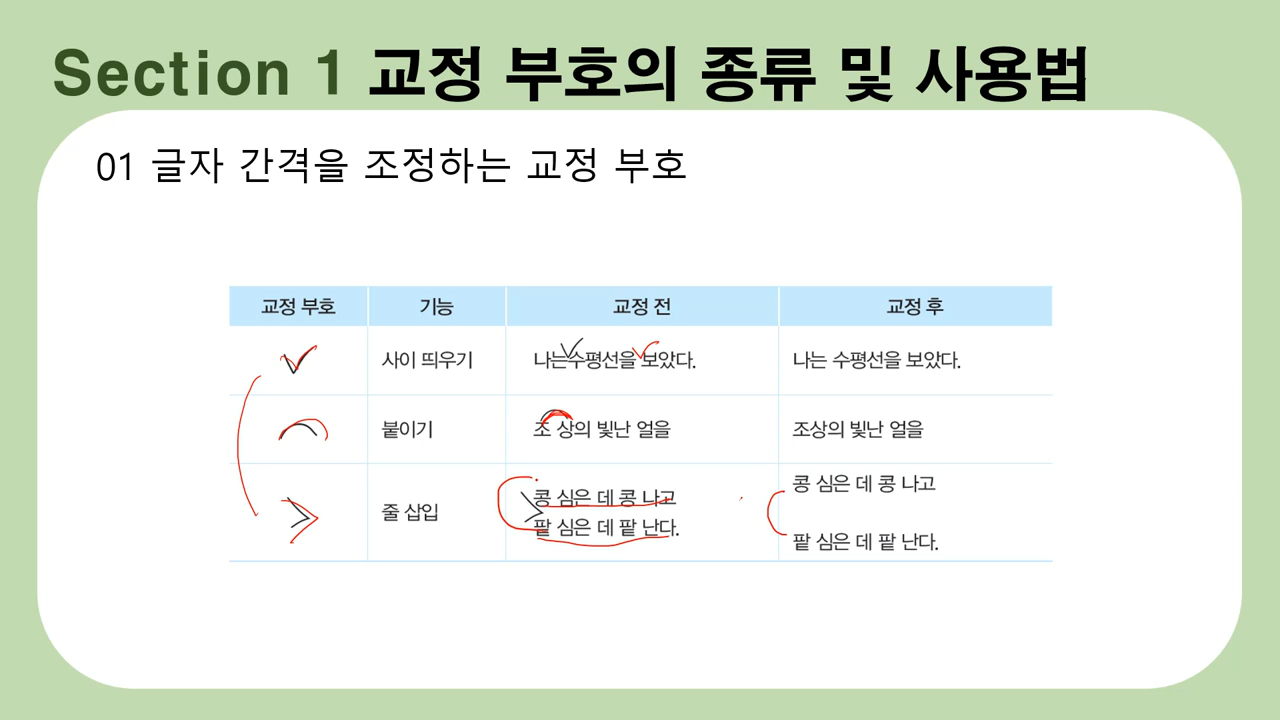 Section 1 교정 부호의 종류 및 사용법
01 글자 간격을 조정하는 교정 부호
교정 부호 기능 교정 전 교정 후
사이 띄우기 나는수평선을 보았다. 나는 수평선을 보았다.
붙이기 조 상의 빛난 얼을 조상의 빛난 얼을
줄 삽입 콩 심은 데 콩 나고 콩 심은 데 콩 나고
팥 심은 데 팥 난다. 팥 심은 데 팥 난다.